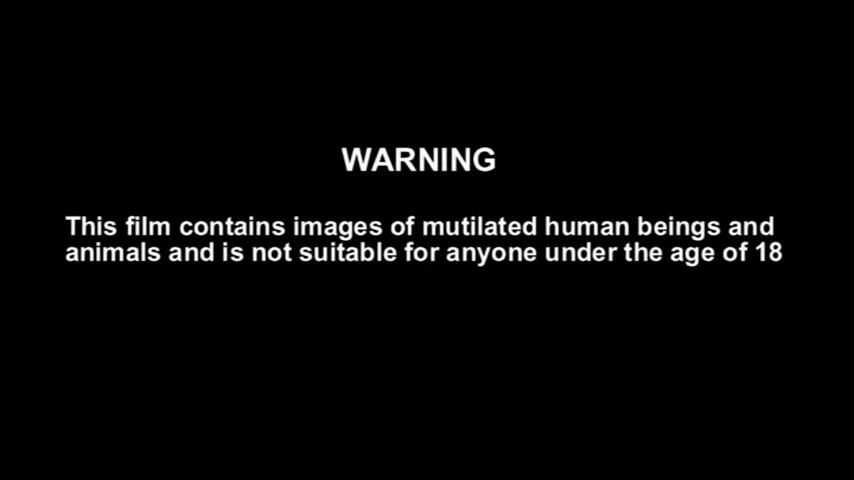 WARNING
This film contains images of mutilated human beings and
animals and is not suitable for anyone under the age of 18